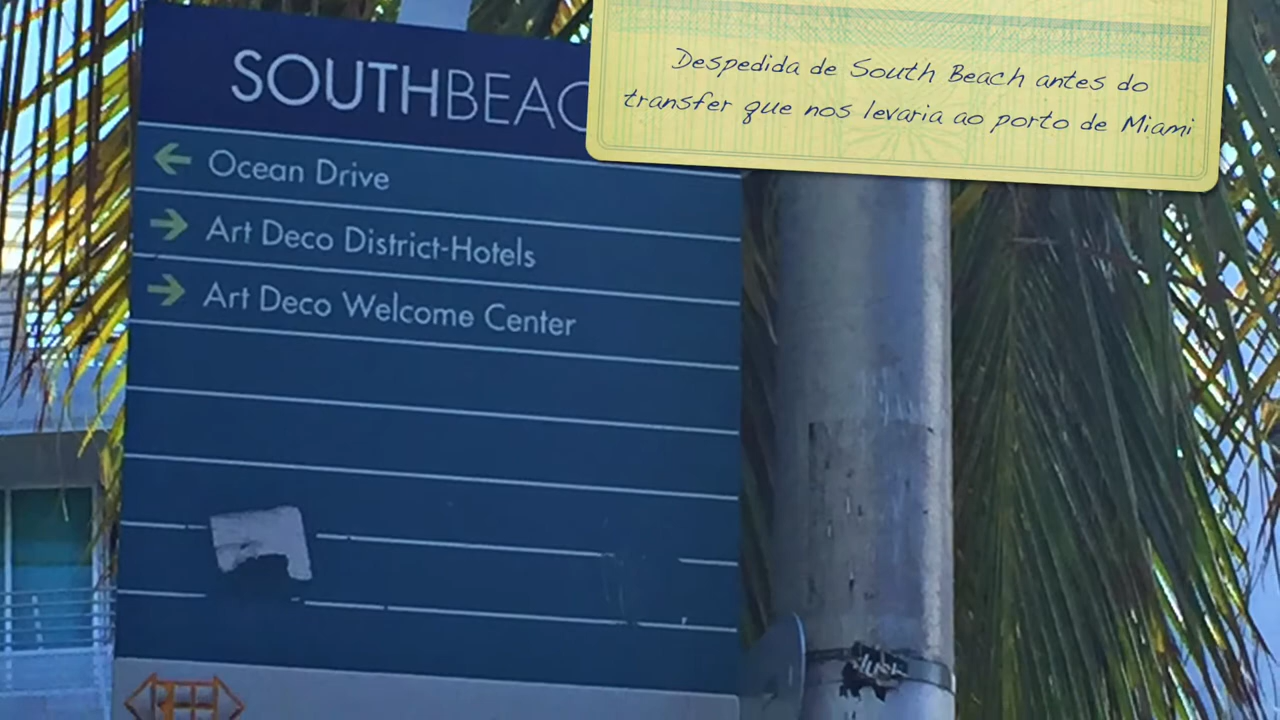 SOUTHBEAC
Despedida de South Beach antes do
transfer que nos levaria ao porto de Miami
Ocean Drive
Art Deco District-Hotels
Art Deco Welcome Center